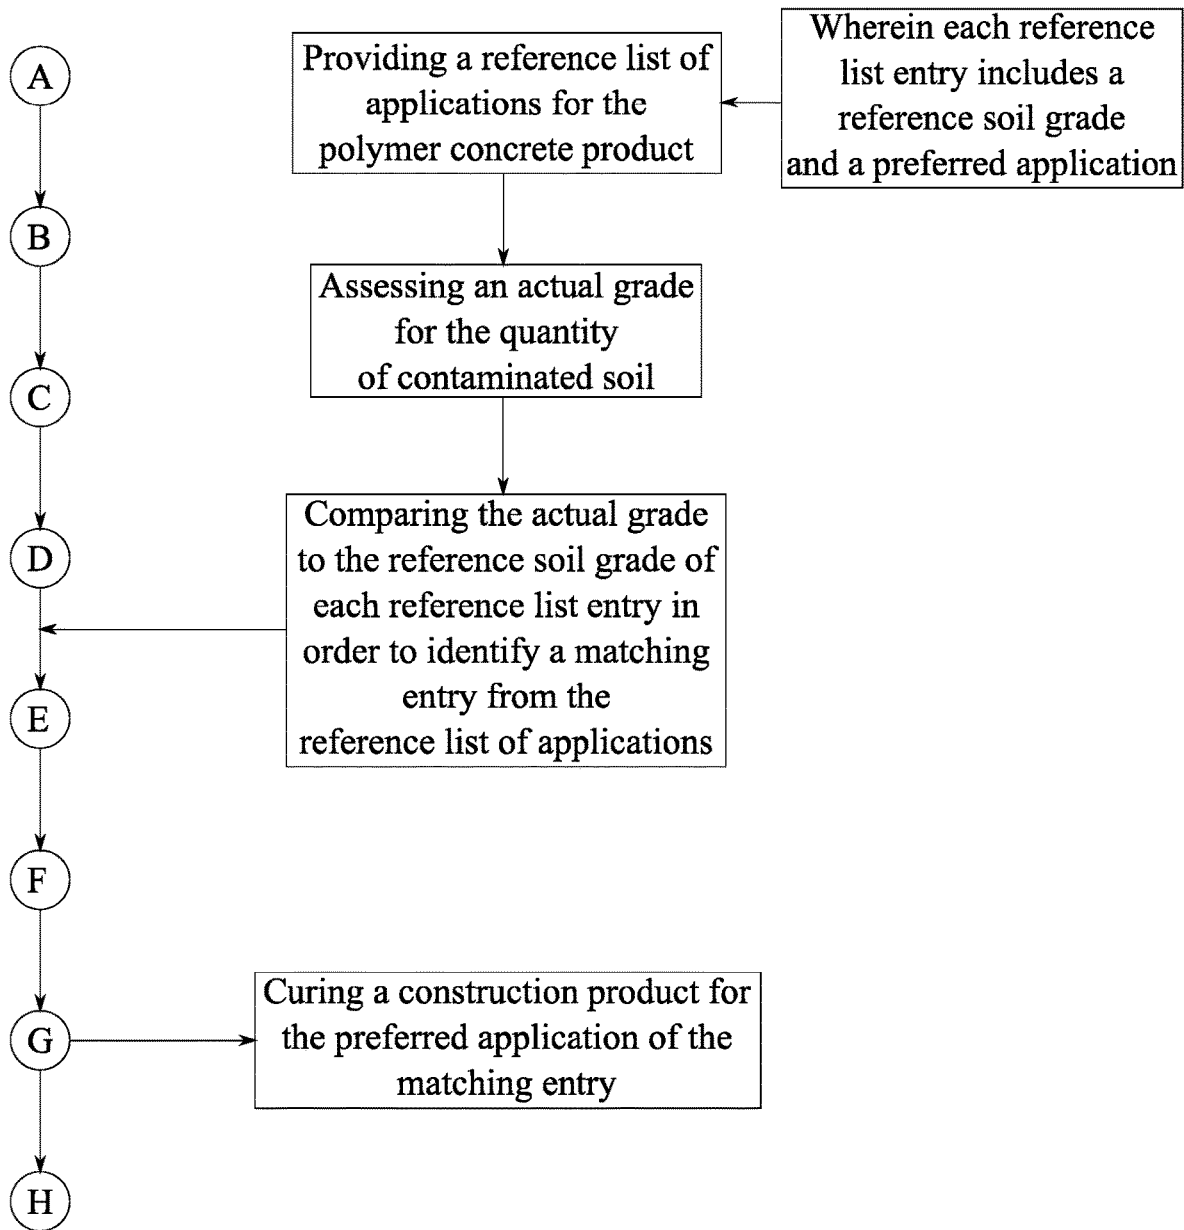 A
Providing a reference list of
applications for the
polymer concrete product
Wherein each reference
list entry includes a
reference soil grade
and a preferred application
B
Assessing an actual grade
for the quantity
of contaminated soil
C
Comparing the actual grade
to the reference soil grade of
each reference list entry in
order to identify a matching
entry from the
reference list of applications
D
E
F
G
Curing a construction product for
the preferred application of the
matching entry
H